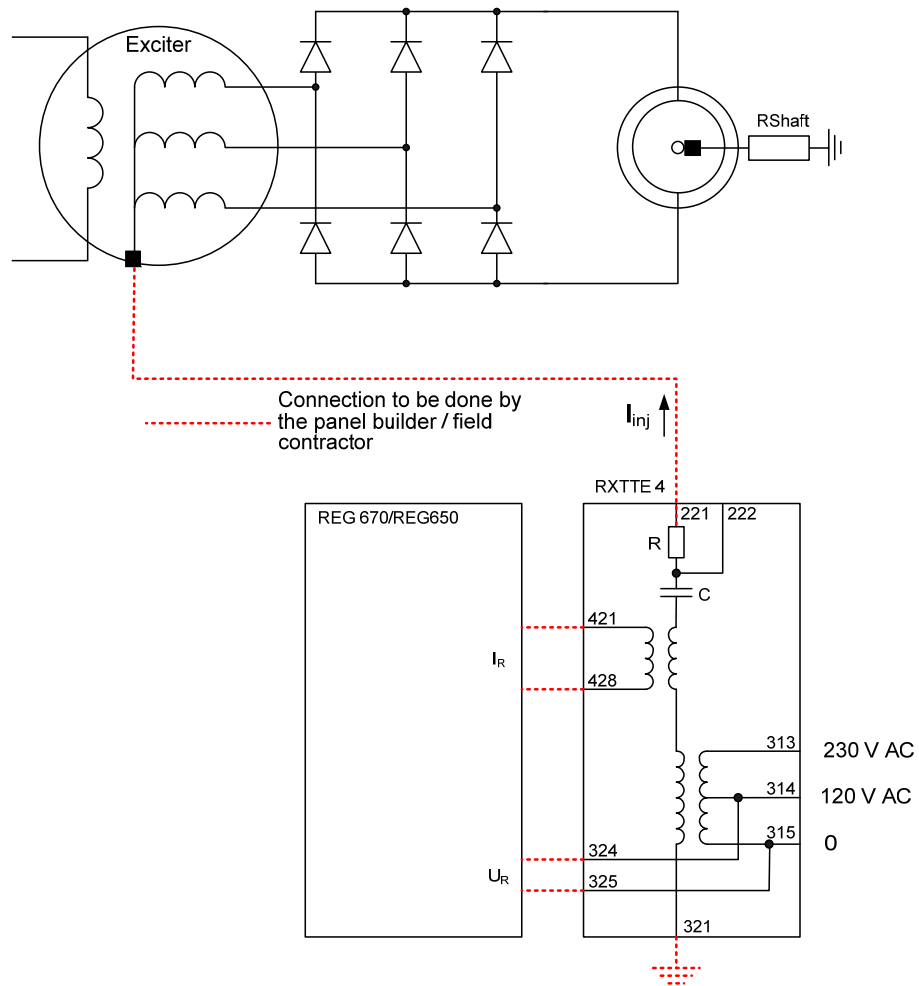 Exciter
RShaft
Connection to be done by
the panel builder / field
contractor
Iinj
RXTTE 4
REG 670/REG650
221
222
R
C
421
IR
428
313
230 V AC
314
120 V AC
315
0
324
UR
325
321